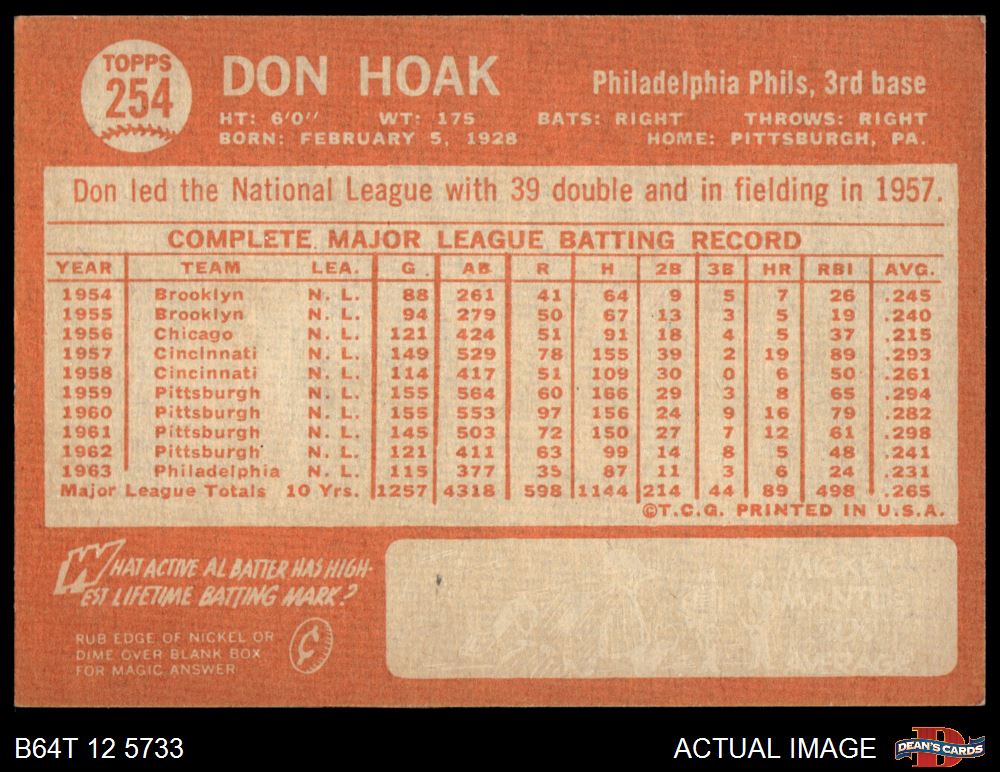 TOPPS
254
DON HOAK
Philadelphia Phils, 3rd base
HT: 6'0" WT: 175 BATS: RIGHT THROWS: RIGHT
BORN: FEBRUARY 5, 1928 HOME: PITTSBURGH, PA.
Don led the National League with 39 double and in fielding in 1957.
COMPLETE MAJOR LEAGUE BATTING RECORD
YEAR TEAM LEA. G AB R H 2B 3B HR RBI AVG.
1954 Brooklyn N. L. 88 261 41 64 9 5 7 26 .245
1955 Brooklyn N. L. 94 279 50 67 13 3 5 19 .240
1956 Chicago N. L. 121 424 51 91 18 4 5 37 .215
1957 Cincinnati N. L. 149 529 78 155 39 2 19 89 .293
1958 Cincinnati N. L. 114 417 51 109 30 0 6 50 .261
1959 Pittsburgh N. L. 155 564 60 166 29 3 8 65 .294
1960 Pittsburgh N. L. 155 553 97 156 24 9 16 79 .282
1961 Pittsburgh N. L. 145 503 72 150 27 7 12 61 .298
1962 Pittsburgh N. L. 121 411 63 99 14 8 5 48 .241
1963 Philadelphia N. L. 115 377 35 87 11 3 6 24 .231
Major League Totals 10 Yrs. 1257 4318 598 1144 214 44 89 498 .265
©T.C.G. PRINTED IN U.S.A.
WHAT ACTIVE AL BATTER HAS HIGH-
EST LIFETIME BATTING MARK?
RUB EDGE OF NICKEL OR
DIME OVER BLANK BOX
FOR MAGIC ANSWER
¢
MICKEY
MANTLE
AVERAGE
B64T 12 5733
ACTUAL IMAGE
D
DEAN'S CARDS